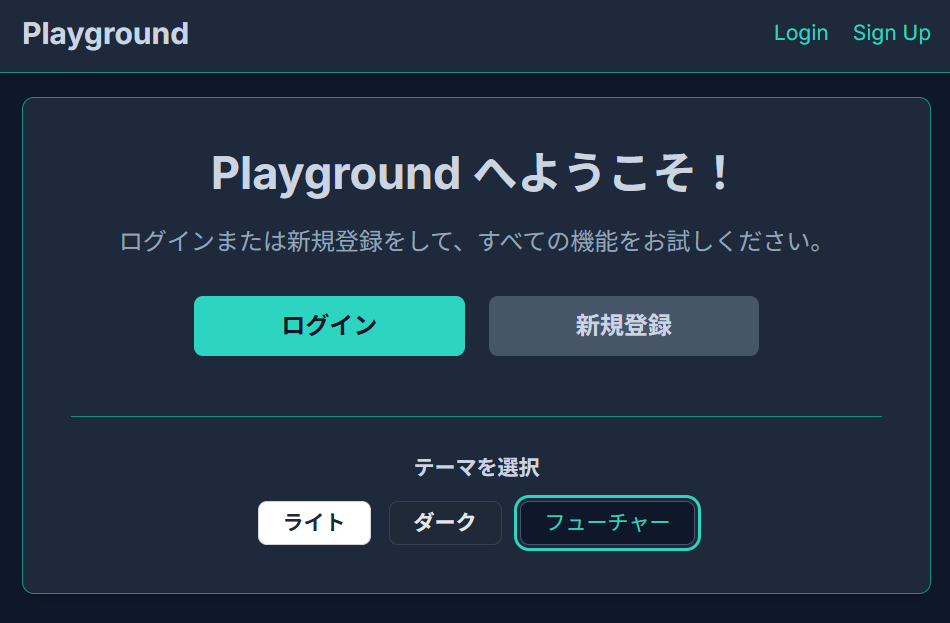 Playground
Login Sign Up
Playground へようこそ！
ログインまたは新規登録をして、すべての機能をお試しください。
ログイン 新規登録
テーマを選択
ライト ダーク フューチャー